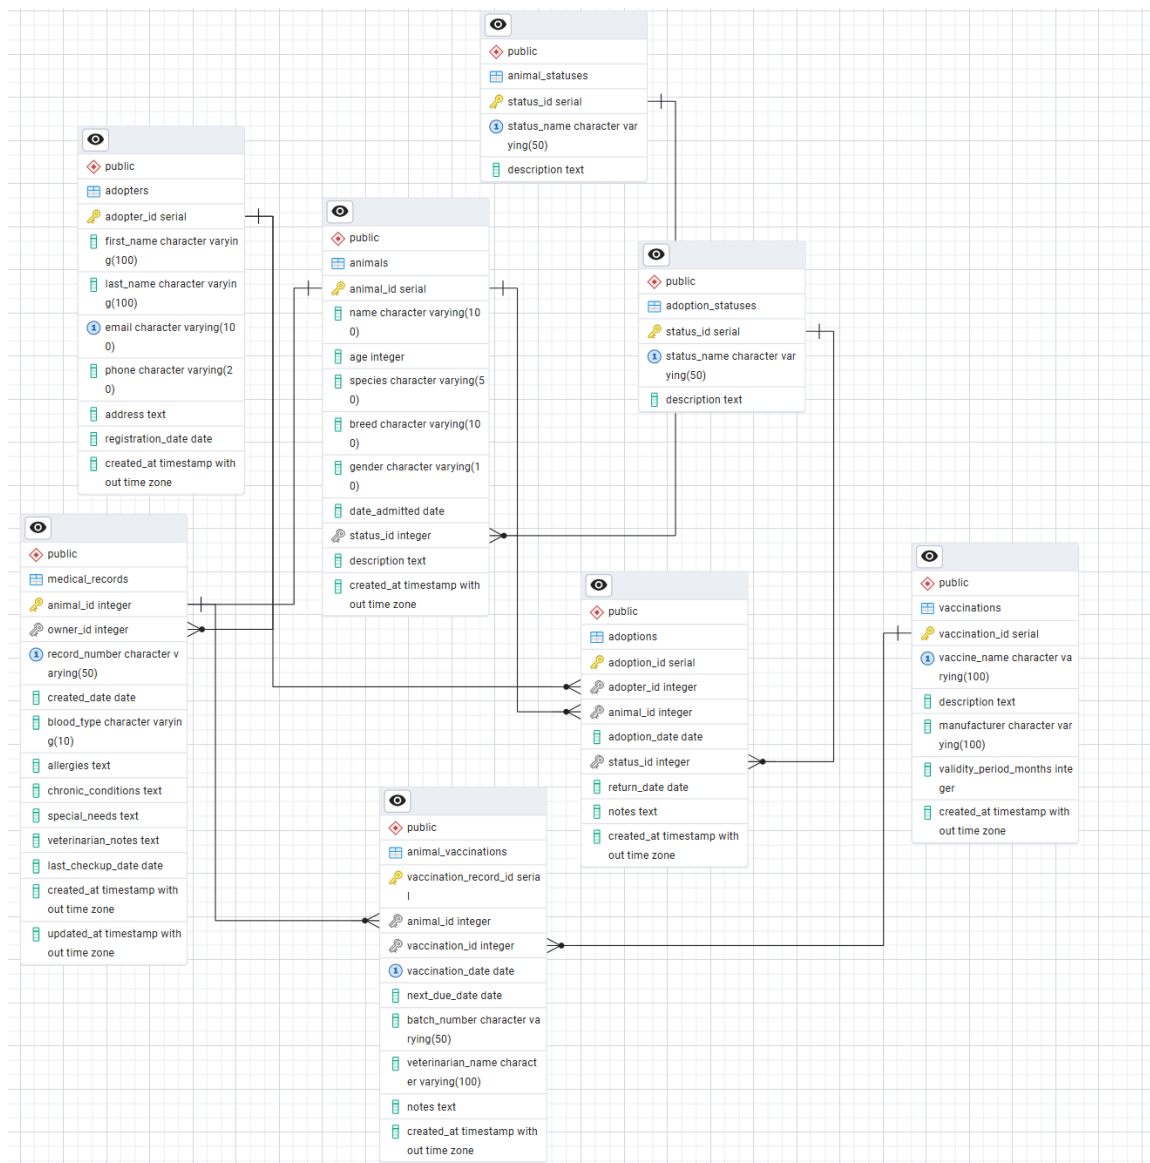 public
animal_statuses
status_id serial
status_name character var
ying(50)
description text
public
adopters
adopter_id serial
first_name character varyin
g(100)
last_name character varyin
g(100)
email character varying(10
0)
phone character varying(2
0)
address text
registration_date date
created_at timestamp with
out time zone
public
animals
animal_id serial
name character varying(10
0)
age integer
species character varying(5
0)
breed character varying(10
0)
gender character varying(1
0)
date_admitted date
status_id integer
description text
created_at timestamp with
out time zone
public
adoption_statuses
status_id serial
status_name character var
ying(50)
description text
public
medical_records
animal_id integer
owner_id integer
record_number character v
arying(50)
created_date date
blood_type character varyin
g(10)
allergies text
chronic_conditions text
special_needs text
veterinarian_notes text
last_checkup_date date
created_at timestamp with
out time zone
updated_at timestamp with
out time zone
public
adoptions
adoption_id serial
adopter_id integer
animal_id integer
adoption_date date
status_id integer
return_date date
notes text
created_at timestamp with
out time zone
public
vaccinations
vaccination_id serial
vaccine_name character va
rying(100)
description text
manufacturer character var
ying(100)
validity_period_months inte
ger
created_at timestamp with
out time zone
public
animal_vaccinations
vaccination_record_id seria
l
animal_id integer
vaccination_id integer
vaccination_date date
next_due_date date
batch_number character va
rying(50)
veterinarian_name charact
er varying(100)
notes text
created_at timestamp with
out time zone